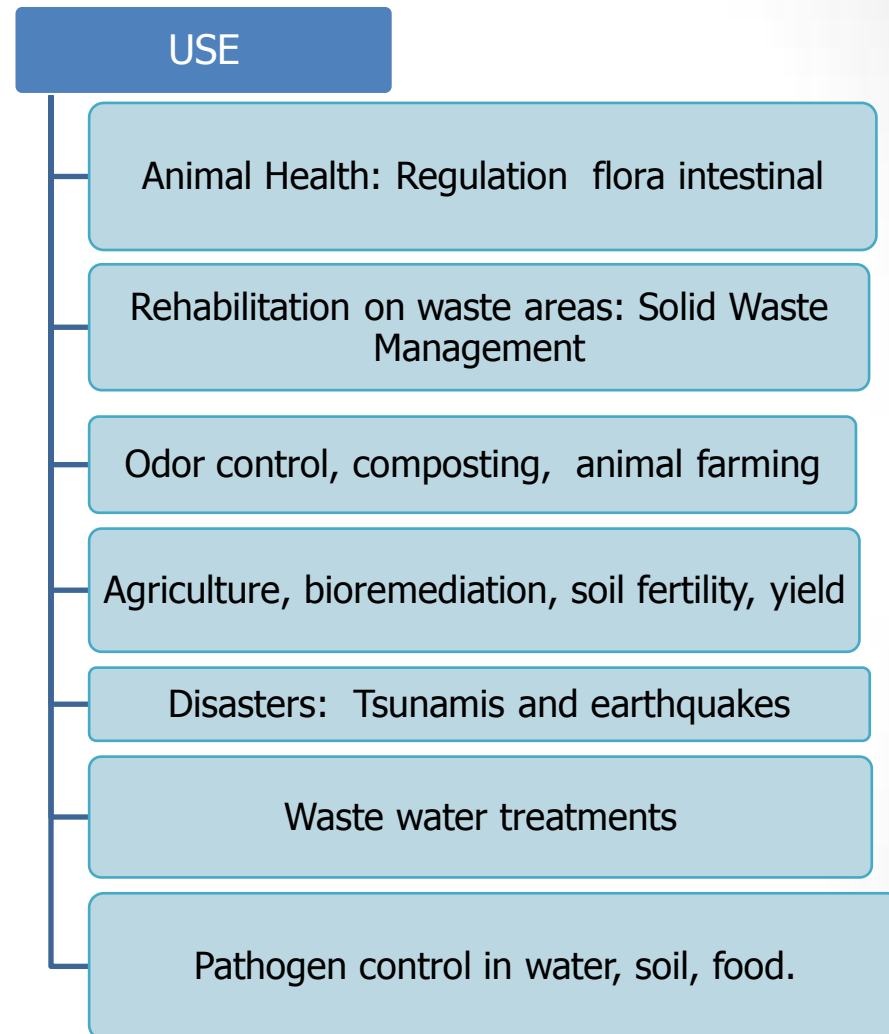 USE
Animal Health: Regulation flora intestinal
Rehabilitation on waste areas: Solid Waste
Management
Odor control, composting, animal farming
Agriculture, bioremediation, soil fertility, yield
Disasters: Tsunamis and earthquakes
Waste water treatments
Pathogen control in water, soil, food.